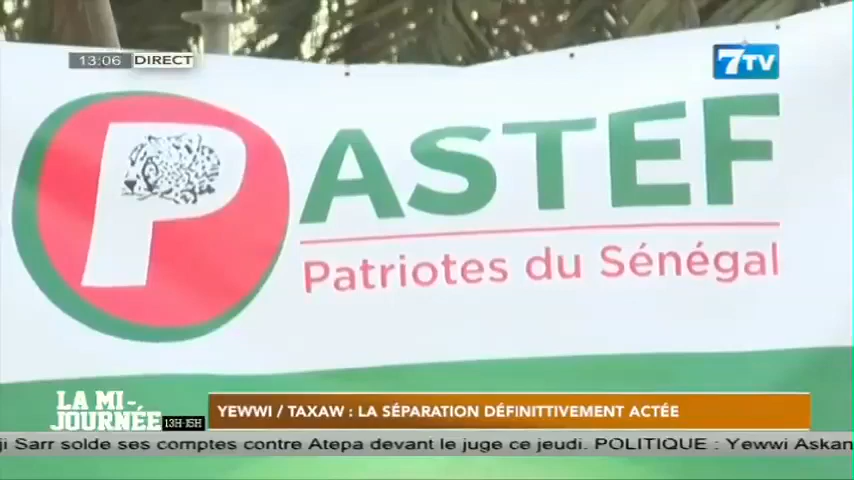 13:06 DIRECT
7TV
PASTEF
Patriotes du Sénégal
LA MI-
JOURNÉE 13H-15H
YEWWI / TAXAW : LA SÉPARATION DÉFINITTIVEMENT ACTÉE
ji Sarr solde ses comptes contre Atepa devant le juge ce jeudi. POLITIQUE : Yewwi Askan